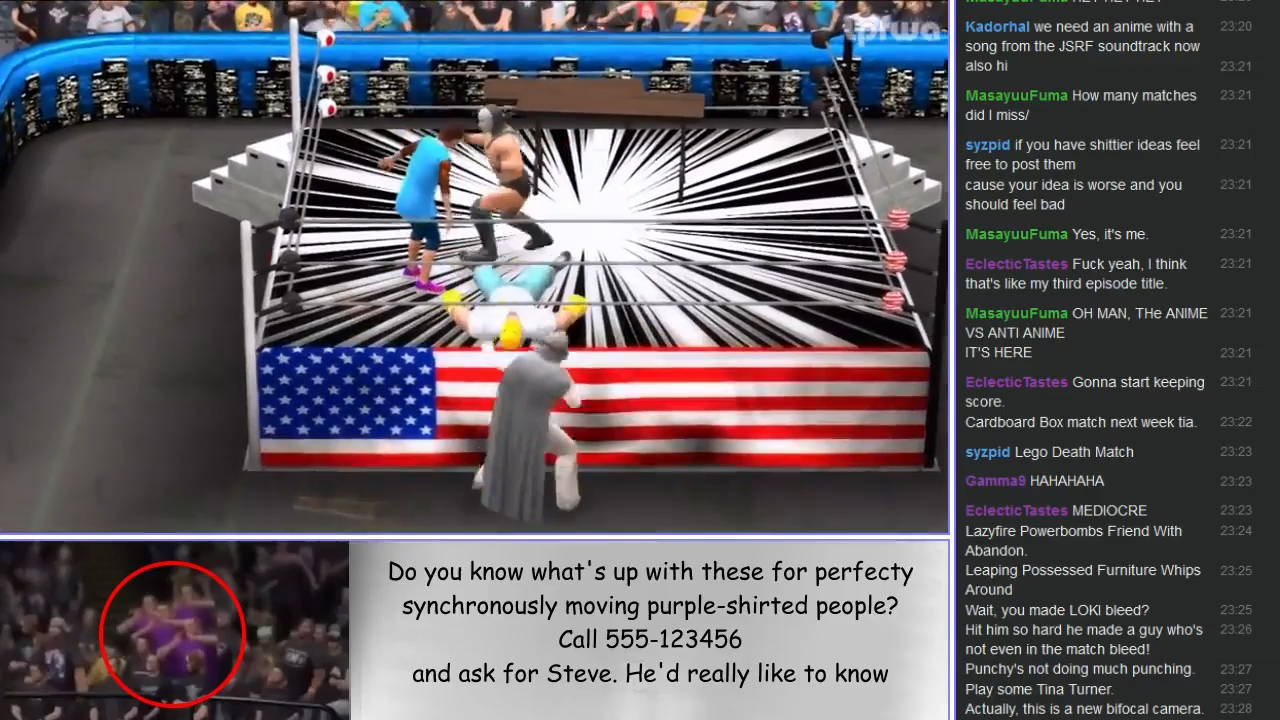 ptwa
MasayuuFuma HEY HEY HEY
Kadorhal we need an anime with a 23:20
song from the JSRF soundtrack now
also hi 23:21
MasayuuFuma How many matches 23:21
did I miss/
syzpid if you have shittier ideas feel 23:21
free to post them
cause your idea is worse and you 23:21
should feel bad
MasayuuFuma Yes, it's me. 23:21
EclecticTastes Fuck yeah, I think 23:21
that's like my third episode title.
MasayuuFuma OH MAN, THe ANIME 23:21
VS ANTI ANIME
IT'S HERE 23:21
EclecticTastes Gonna start keeping 23:21
score.
Cardboard Box match next week tia. 23:22
syzpid Lego Death Match 23:23
Gamma9 HAHAHAHA 23:23
EclecticTastes MEDIOCRE 23:23
Lazyfire Powerbombs Friend With 23:24
Abandon.
Leaping Possessed Furniture Whips 23:25
Around
Wait, you made LOKI bleed? 23:25
Hit him so hard he made a guy who's 23:26
not even in the match bleed!
Punchy's not doing much punching. 23:27
Play some Tina Turner. 23:27
Actually, this is a new bifocal camera. 23:28
Do you know what's up with these for perfecty
synchronously moving purple-shirted people?
Call 555-123456
and ask for Steve. He'd really like to know